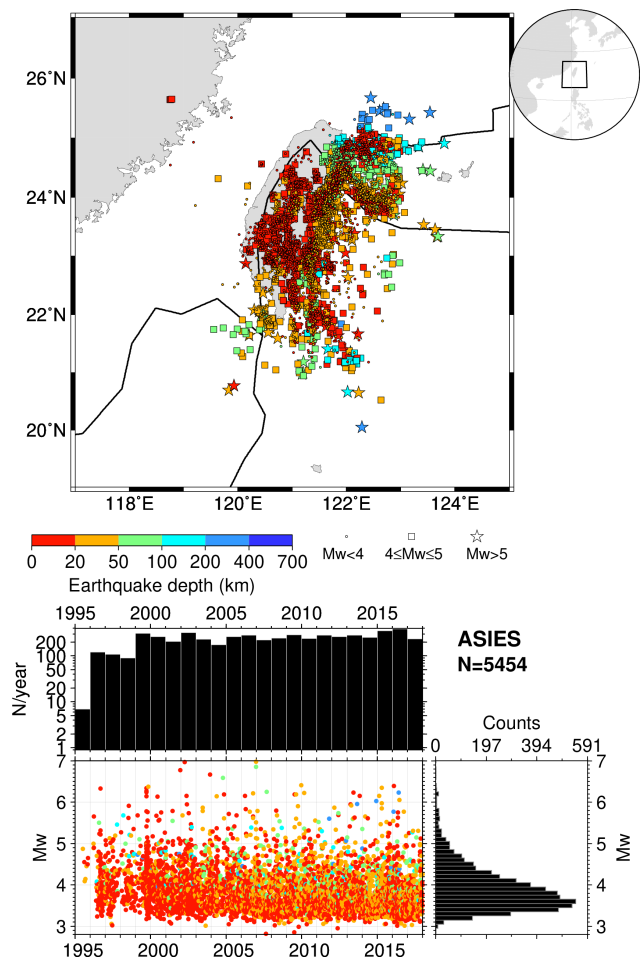 26˚N
24˚N
22˚N
20˚N
118˚E 120˚E 122˚E 124˚E
0 20 50 100 200 400 700
Earthquake depth (km)
Mw<4 4≤Mw≤5 Mw>5
1995 2000 2005 2010 2015
N/year
200
100
50
20
10
5
2
1
ASIES
N=5454
Counts
0 197 394 591
Mw
7
6
5
4
3
1995 2000 2005 2010 2015
7
6
5
4
3
Mw